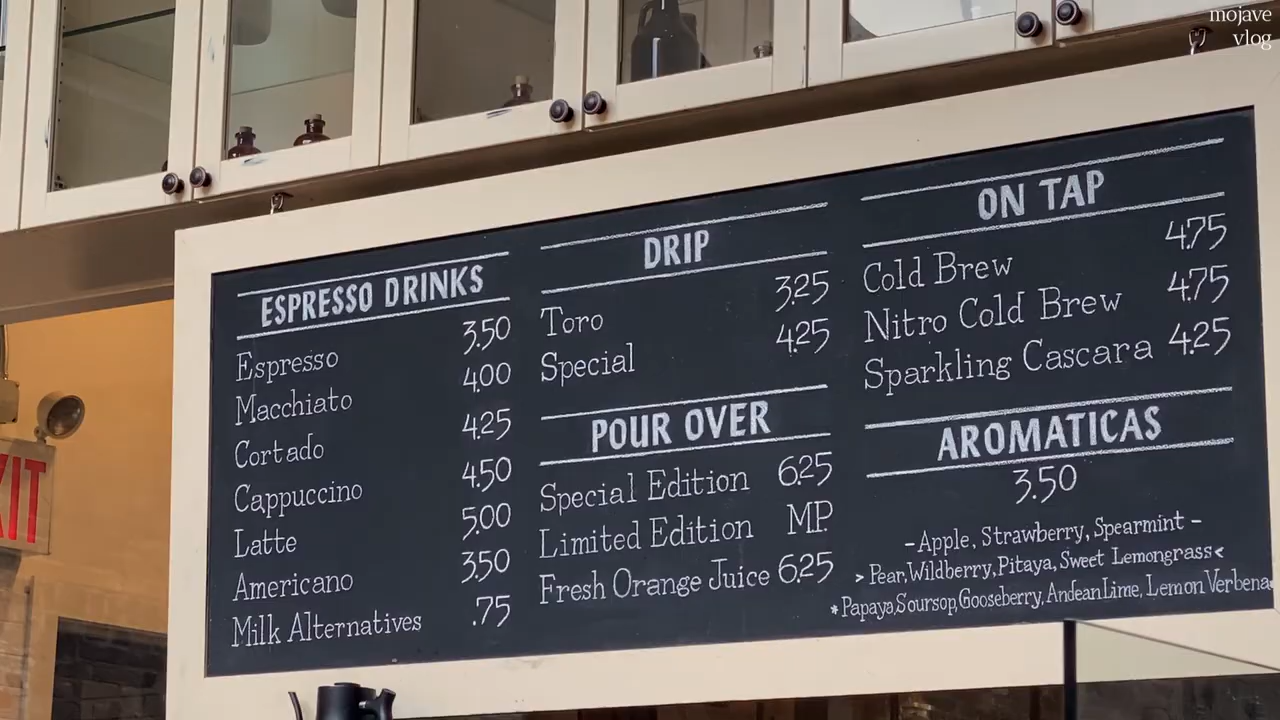 mojave
vlog
ESPRESSO DRINKS
Espresso 3.50
Macchiato 4.00
Cortado 4.25
Cappuccino 4.50
Latte 5.00
Americano 3.50
Milk Alternatives .75
DRIP
Toro 3.25
Special 4.25
POUR OVER
Special Edition 6.25
Limited Edition M.P.
Fresh Orange Juice 6.25
ON TAP
Cold Brew 4.75
Nitro Cold Brew 4.75
Sparkling Cascara 4.25
AROMATICAS
3.50
- Apple, Strawberry, Spearmint -
> Pear, Wildberry, Pitaya, Sweet Lemongrass <
* Papaya, Soursop, Gooseberry, Andean Lime, Lemon Verbena
XIT